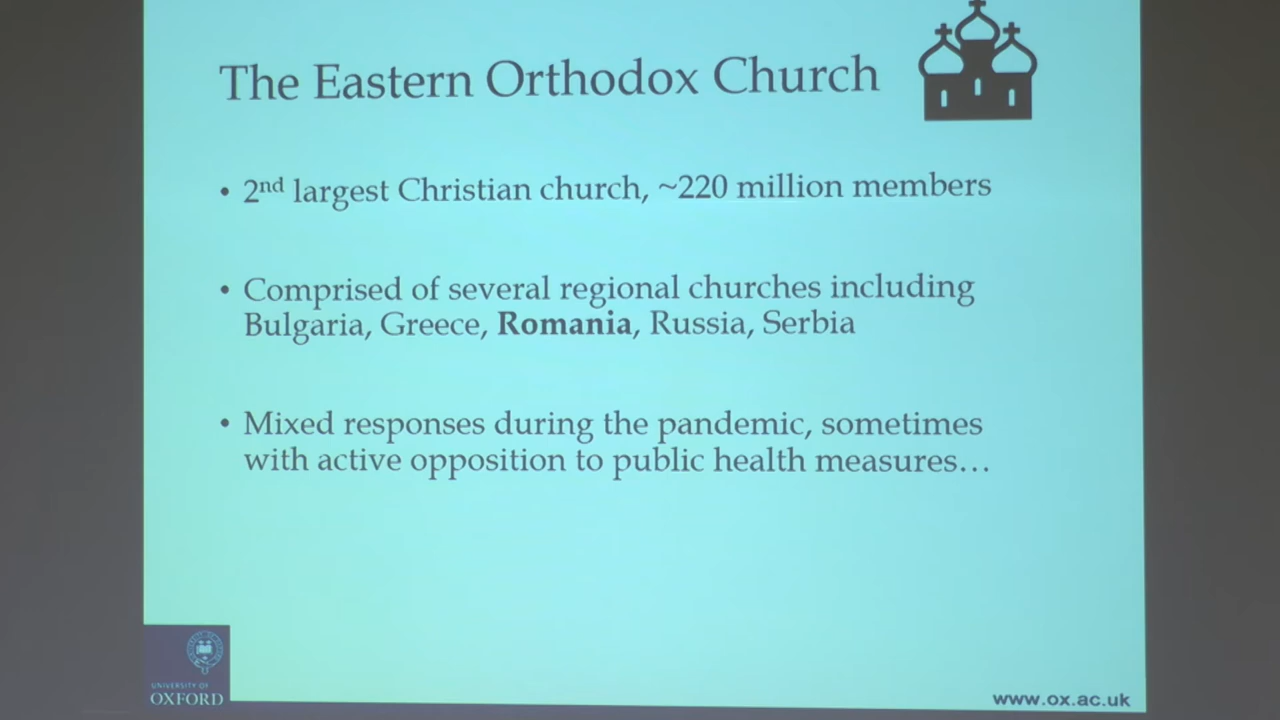 The Eastern Orthodox Church
• 2nd largest Christian church, ~220 million members
• Comprised of several regional churches including
Bulgaria, Greece, Romania, Russia, Serbia
• Mixed responses during the pandemic, sometimes
with active opposition to public health measures…
UNIVERSITY OF
OXFORD
www.ox.ac.uk